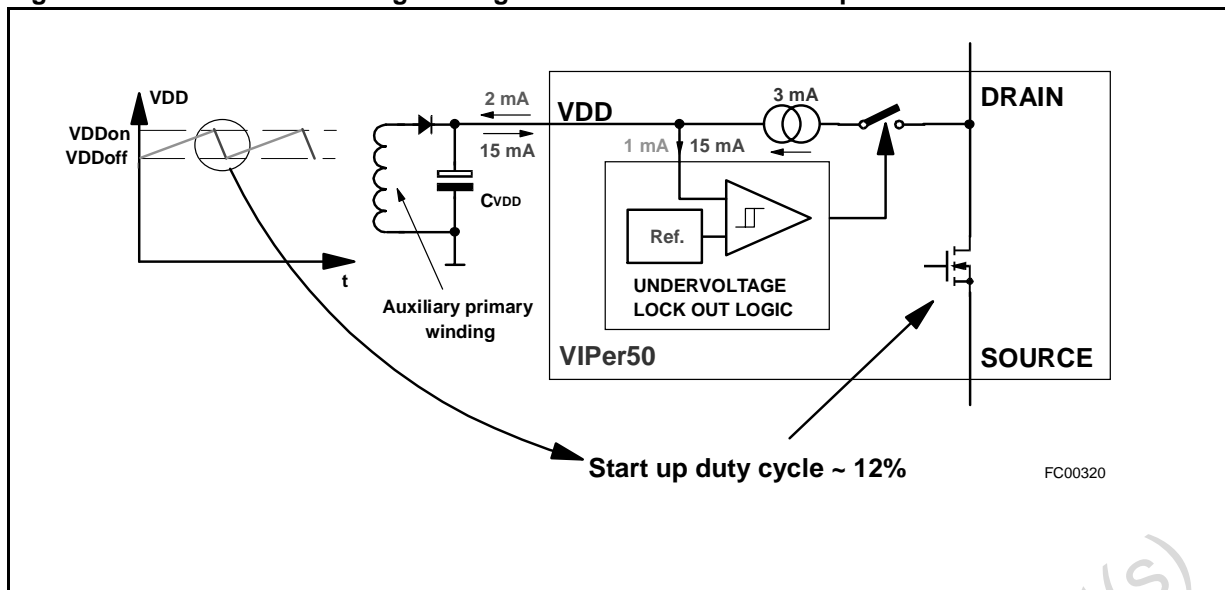 VDD
VDDon
VDDoff
t
2 mA
15 mA
VDD
CVDD
Auxiliary primary
winding
1 mA
15 mA
3 mA
DRAIN
Ref.
UNDERVOLTAGE
LOCK OUT LOGIC
VIPer50
SOURCE
Start up duty cycle ~ 12%
FC00320